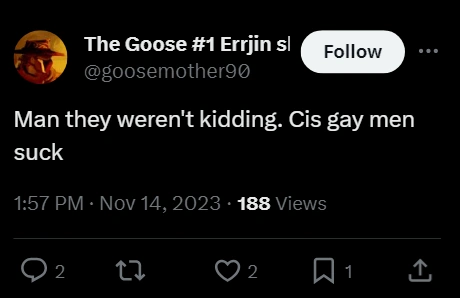 The Goose #1 Errjin sl
Follow
@goosemother90
Man they weren't kidding. Cis gay men
suck
1:57 PM · Nov 14, 2023 · 188 Views
2
2
1